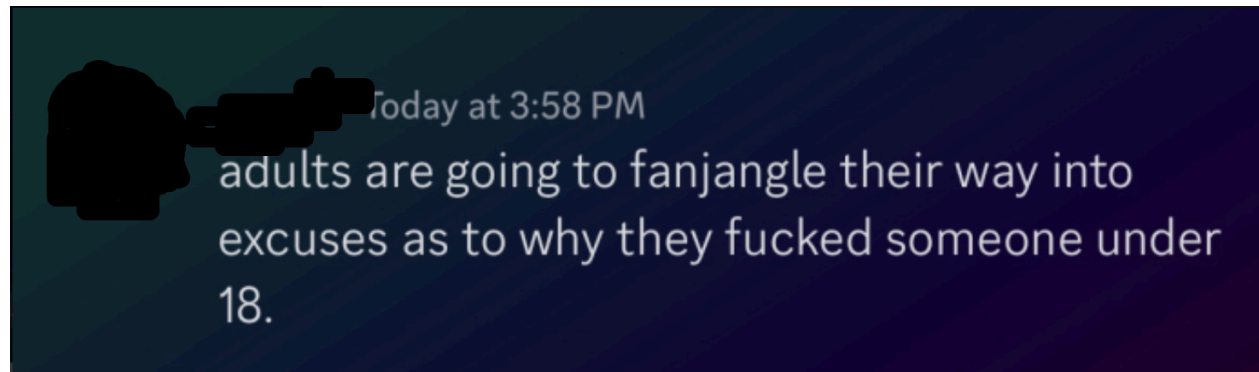 Today at 3:58 PM
adults are going to fanjangle their way into
excuses as to why they fucked someone under
18.